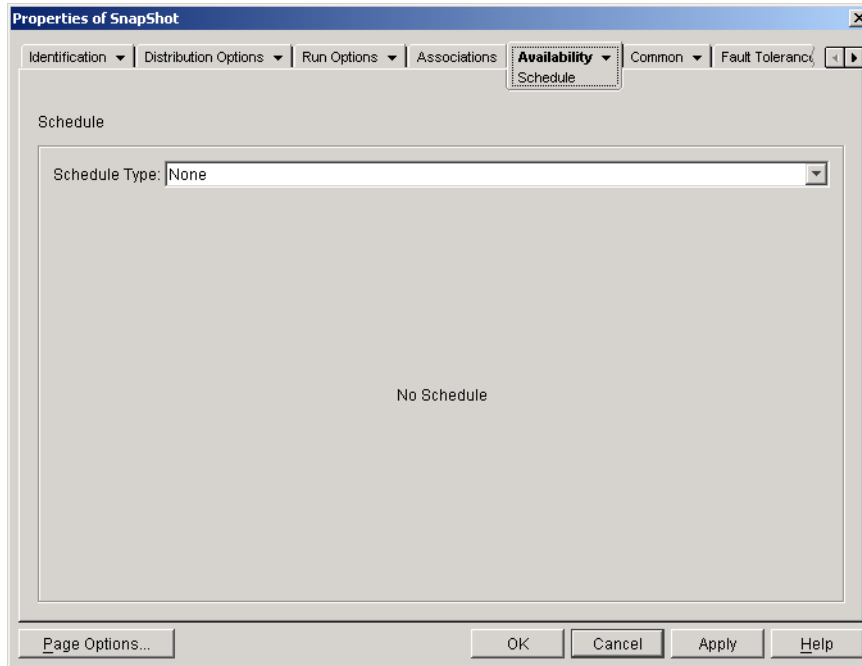 Properties of SnapShot
Identification Distribution Options Run Options Associations Availability Common Fault Tolerance
Schedule
Schedule
Schedule Type: None
No Schedule
Page Options... OK Cancel Apply Help